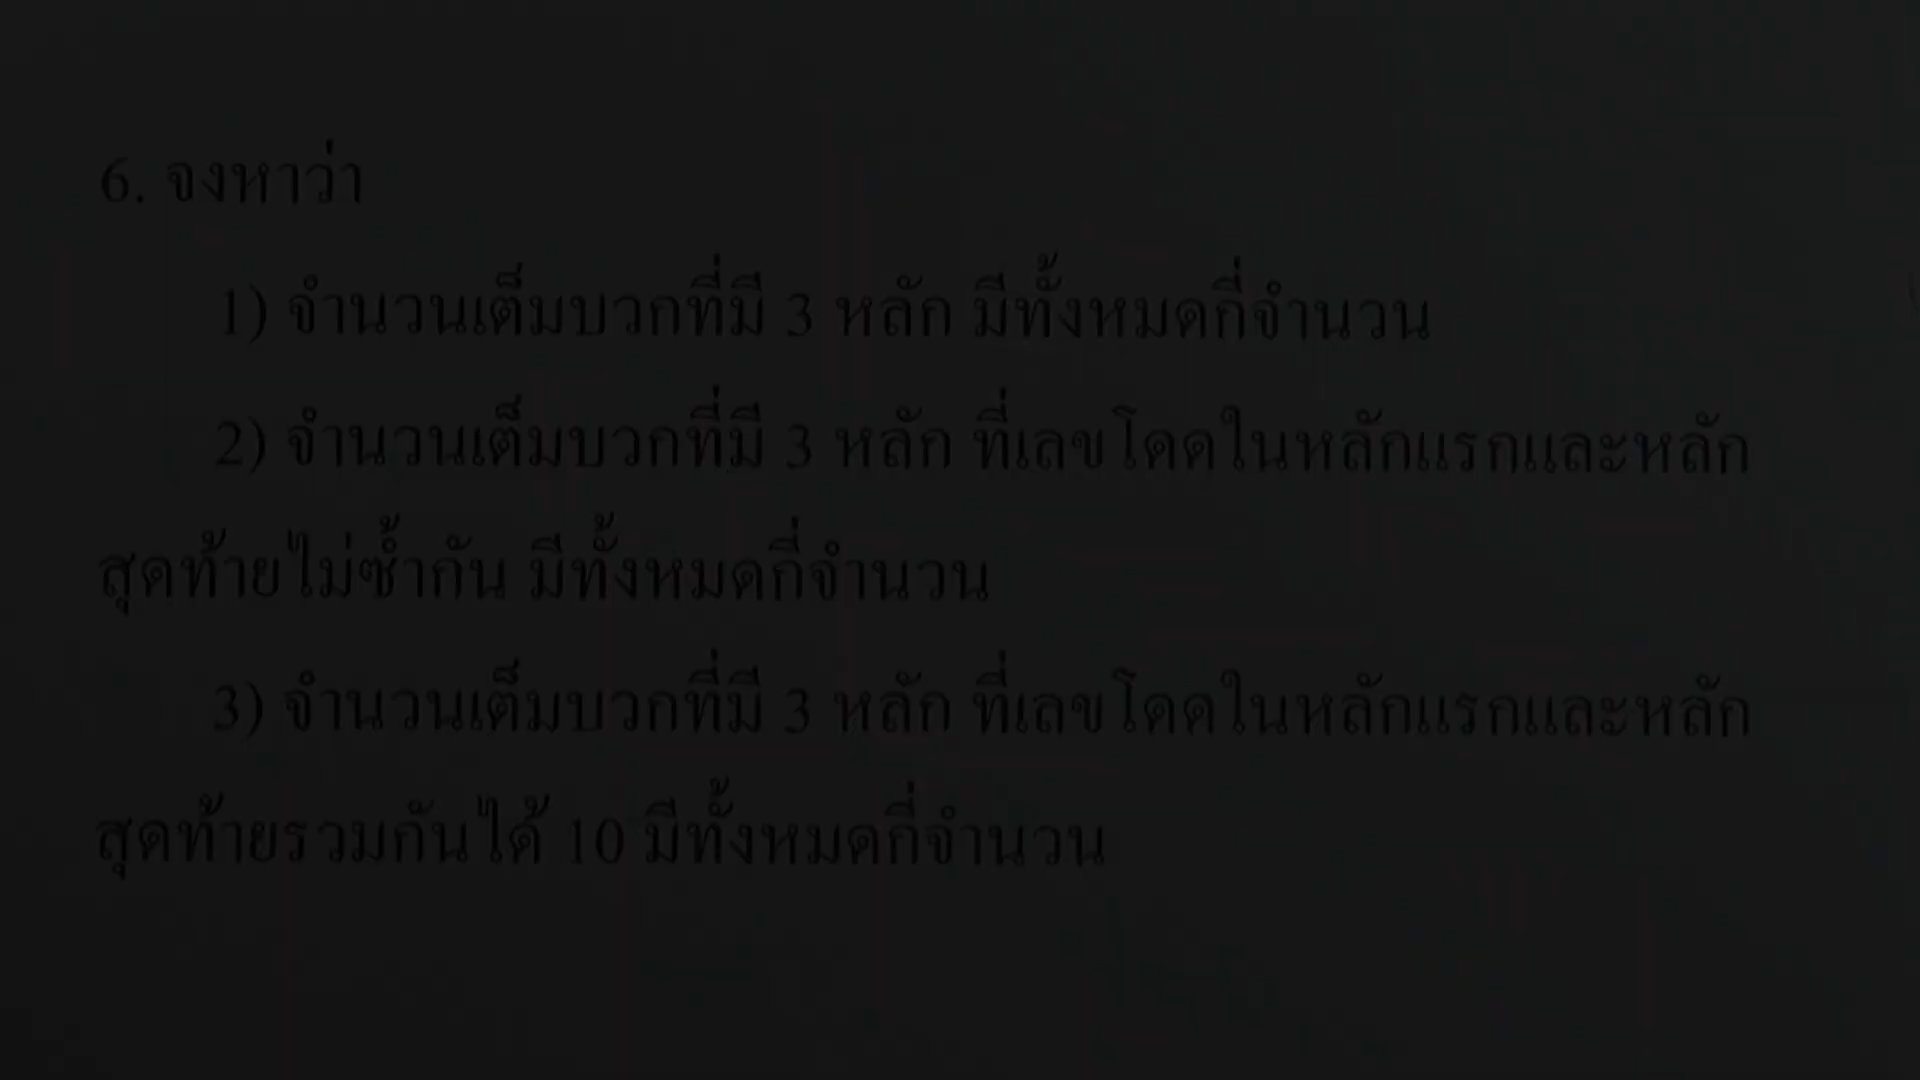 6. จงหาว่า
1) จำนวนเต็มบวกที่มี 3 หลัก มีทั้งหมดกี่จำนวน
2) จำนวนเต็มบวกที่มี 3 หลัก ที่เลขโดดในหลักแรกและหลัก
สุดท้ายไม่ซ้ำกัน มีทั้งหมดกี่จำนวน
3) จำนวนเต็มบวกที่มี 3 หลัก ที่เลขโดดในหลักแรกและหลัก
สุดท้ายรวมกันได้ 10 มีทั้งหมดกี่จำนวน